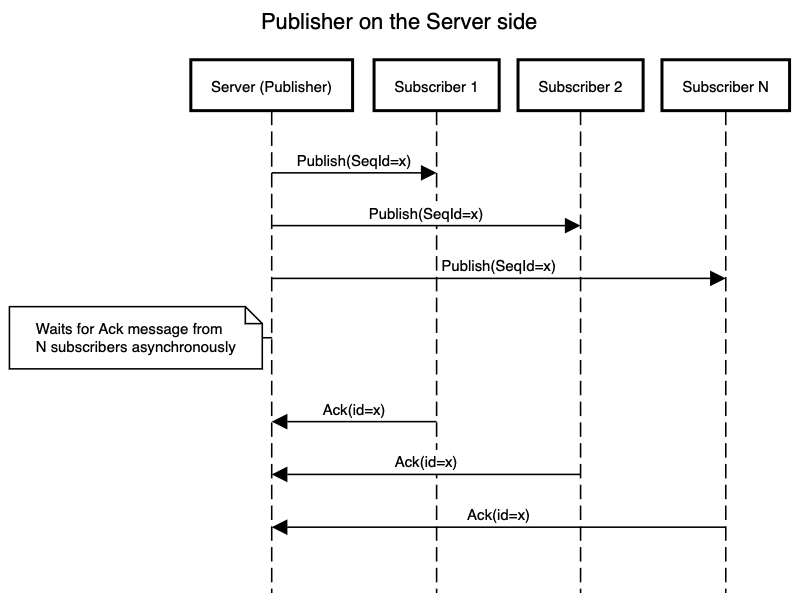 Publisher on the Server side
Server (Publisher)
Subscriber 1
Subscriber 2
Subscriber N
Publish(SeqId=x)
Publish(SeqId=x)
Publish(SeqId=x)
Waits for Ack message from
N subscribers asynchronously
Ack(id=x)
Ack(id=x)
Ack(id=x)